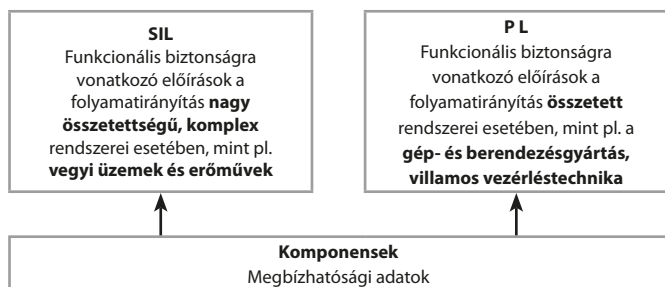 SIL
Funkcionális biztonságra
vonatkozó előírások a
folyamatirányítás nagy
összetettségű, komplex
rendszerei esetében, mint pl.
vegyi üzemek és erőművek
P L
Funkcionális biztonságra
vonatkozó előírások a
folyamatirányítás összetett
rendszerei esetében, mint pl. a
gép- és berendezésgyártás,
villamos vezérléstechnika
Komponensek
Megbízhatósági adatok